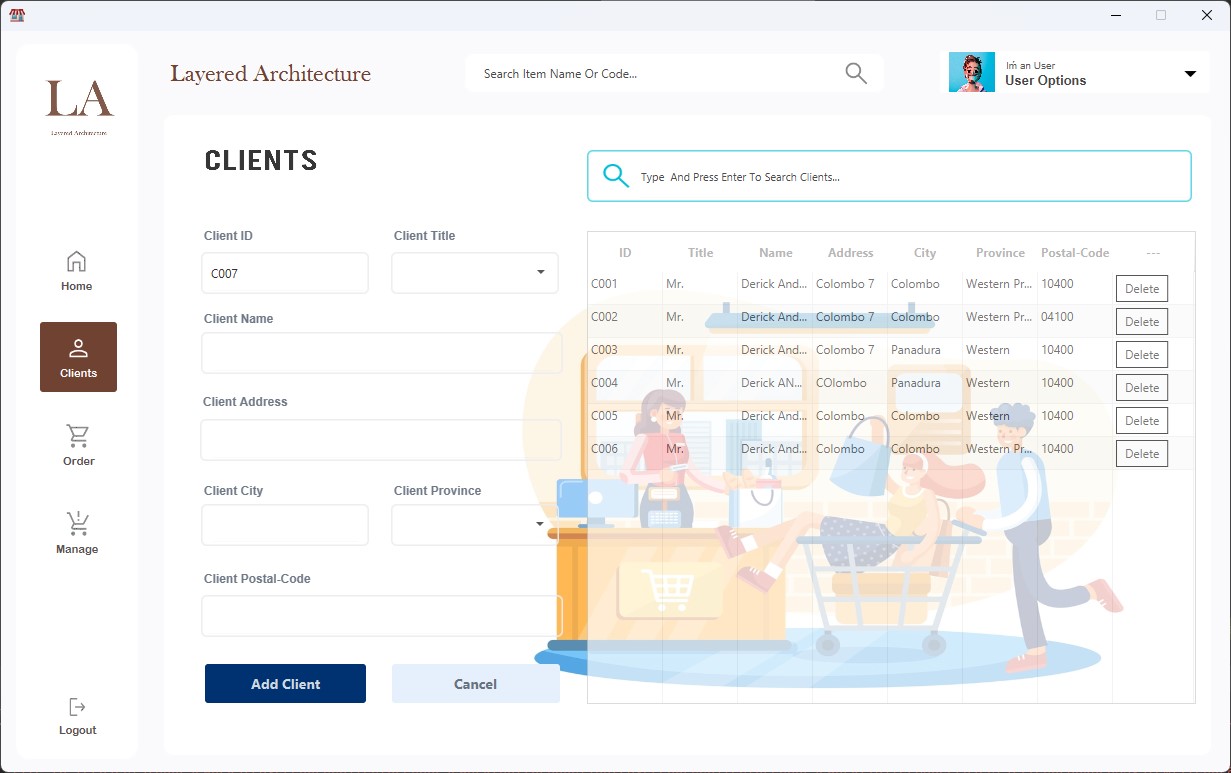 Layered Architecture
Search Item Name Or Code...
Im̀ an User
User Options
LA
Layered Architecture
Home
Clients
Order
Manage
Logout
CLIENTS
Type And Press Enter To Search Clients...
Client ID
Client Title
C007
Client Name
Client Address
Client City
Client Province
Client Postal-Code
Add Client
Cancel
ID Title Name Address City Province Postal-Code ---
C001 Mr. Derick And... Colombo 7 Colombo Western Pr... 10400 Delete
C002 Mr. Derick And... Colombo 7 Colombo Western Pr... 04100 Delete
C003 Mr. Derick And... Colombo 7 Panadura Western 10400 Delete
C004 Mr. Derick AN... COlombo Panadura Western 10400 Delete
C005 Mr. Derick And... Colombo Colombo Western 10400 Delete
C006 Mr. Derick And... Colombo Colombo Western Pr... 10400 Delete